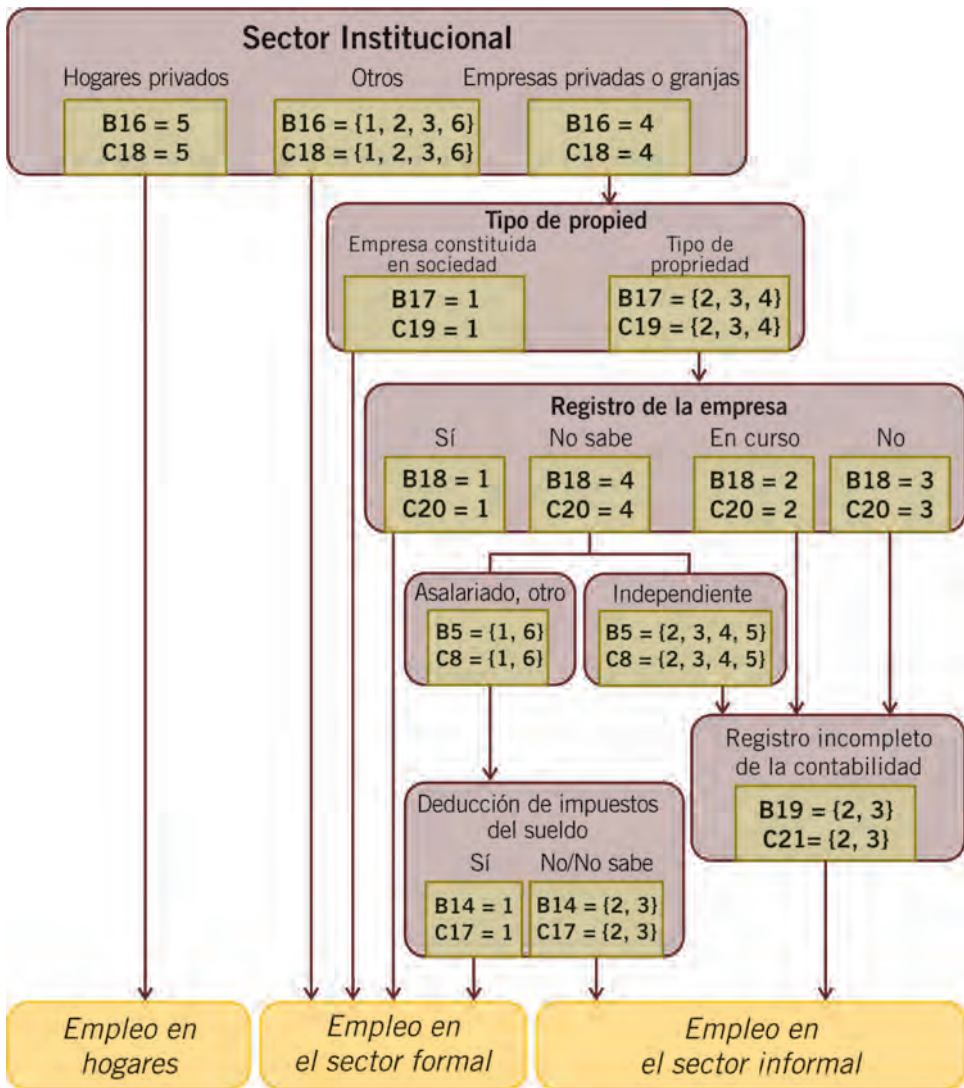 Sector Institucional
Hogares privados
Otros
Empresas privadas o granjas
B16 = 5
C18 = 5
B16 = {1, 2, 3, 6}
C18 = {1, 2, 3, 6}
B16 = 4
C18 = 4
Tipo de propied
Empresa constituida
en sociedad
Tipo de
propriedad
B17 = 1
C19 = 1
B17 = {2, 3, 4}
C19 = {2, 3, 4}
Registro de la empresa
Sí
No sabe
En curso
No
B18 = 1
C20 = 1
B18 = 4
C20 = 4
B18 = 2
C20 = 2
B18 = 3
C20 = 3
Asalariado, otro
B5 = {1, 6}
C8 = {1, 6}
Independiente
B5 = {2, 3, 4, 5}
C8 = {2, 3, 4, 5}
Registro incompleto
de la contabilidad
B19 = {2, 3}
C21= {2, 3}
Deducción de impuestos
del sueldo
Sí
No/No sabe
B14 = 1
C17 = 1
B14 = {2, 3}
C17 = {2, 3}
Empleo en
hogares
Empleo en
el sector formal
Empleo en
el sector informal